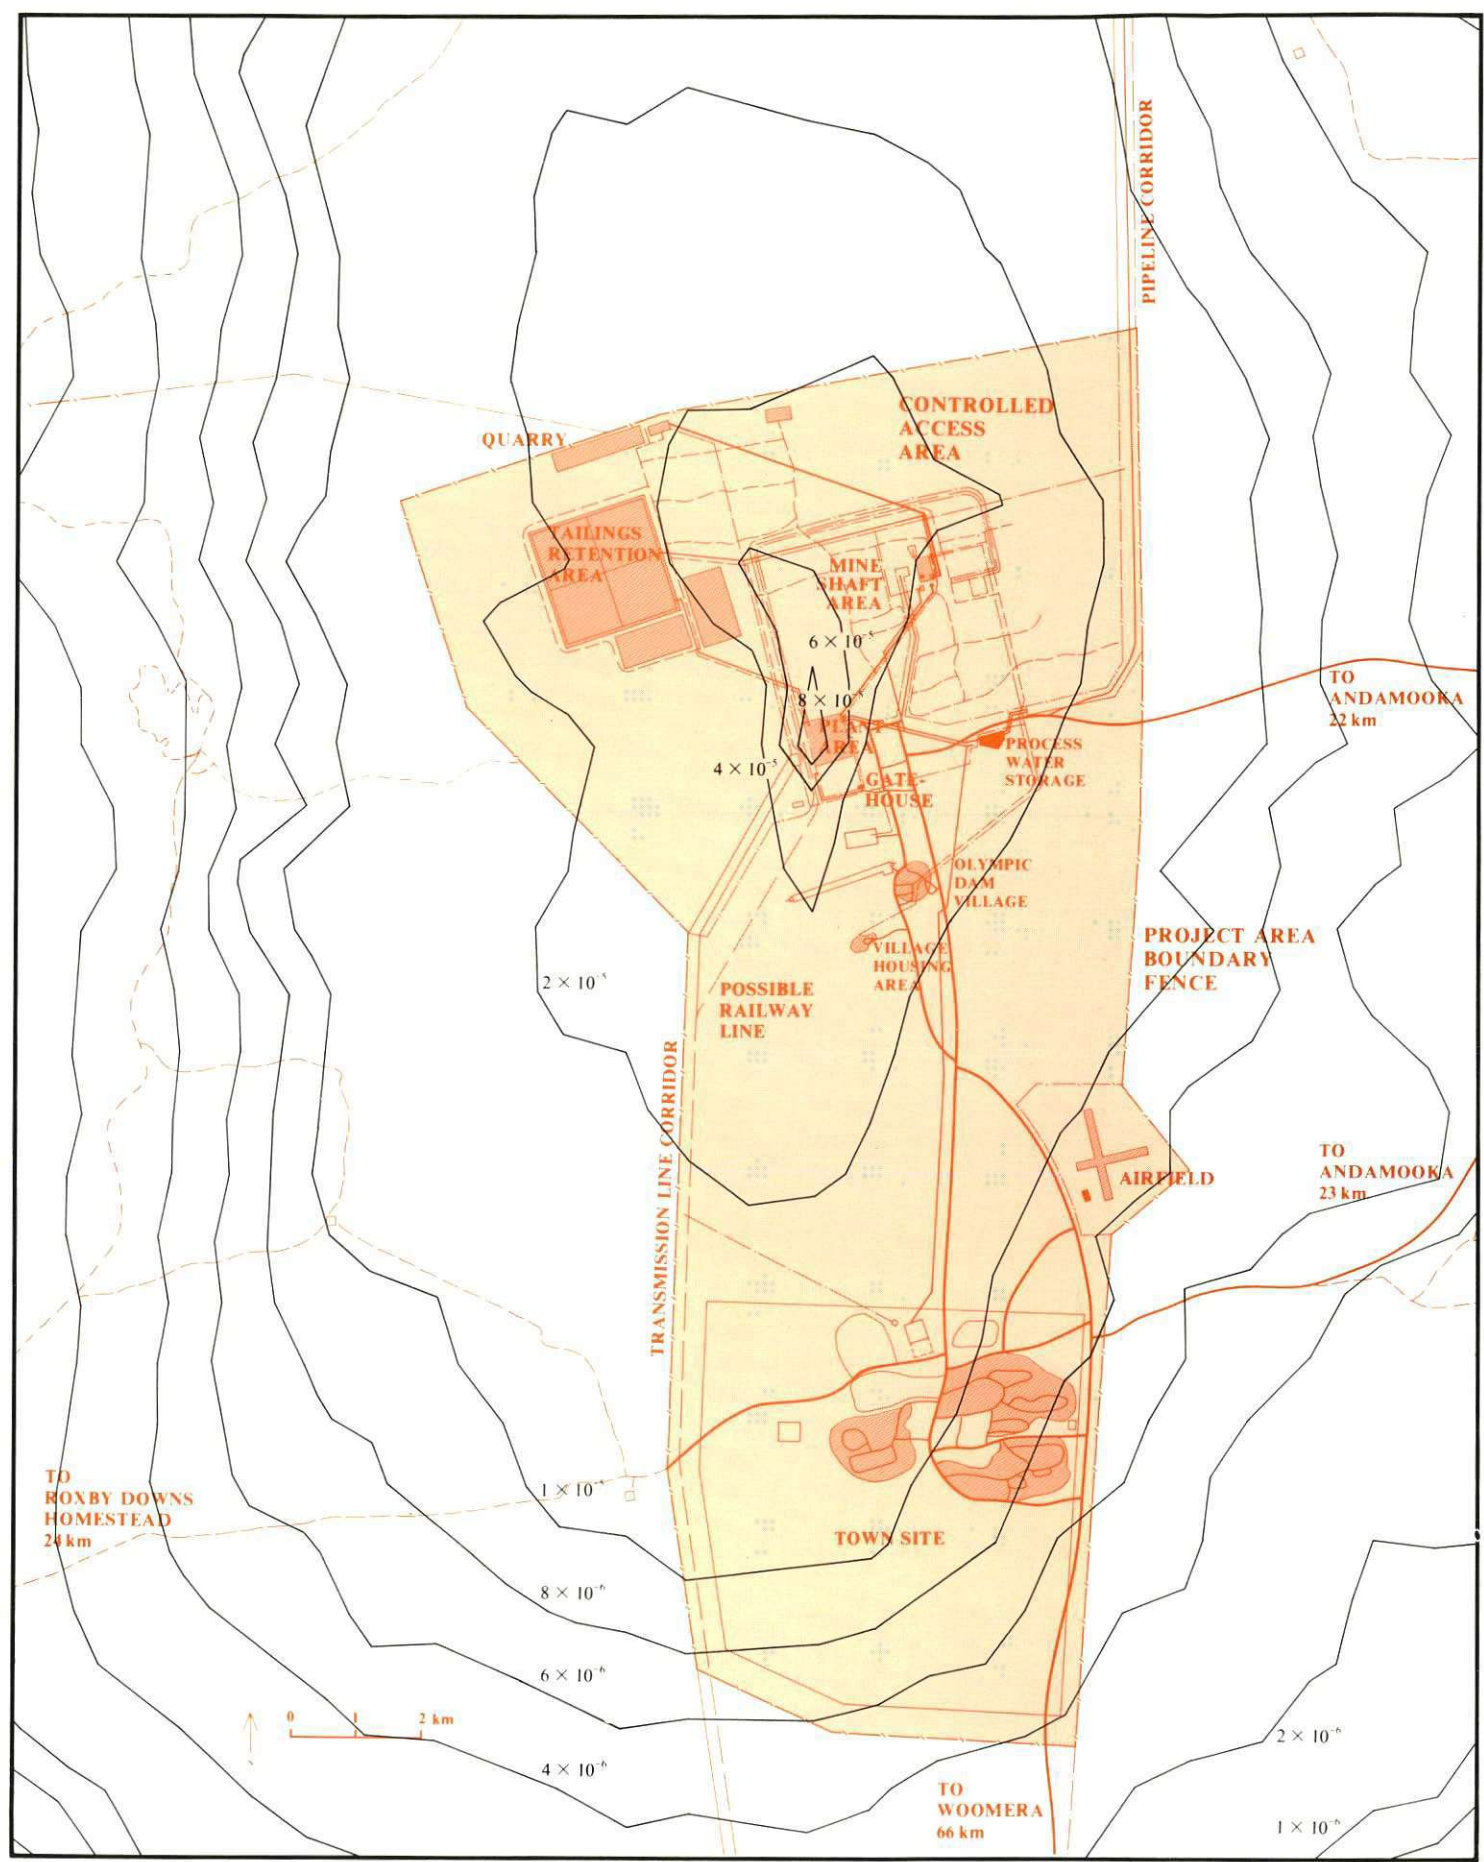 PIPELINE CORRIDOR
CONTROLLED
ACCESS
AREA
QUARRY
TAILINGS
RETENTION
AREA
MINE
SHAFT
AREA
6 × 10⁻⁵
8 × 10⁻⁵
PLANT
AREA
4 × 10⁻⁵
GATE-
HOUSE
PROCESS
WATER
STORAGE
TO
ANDAMOOKA
22 km
OLYMPIC
DAM
VILLAGE
VILLAGE
HOUSING
AREA
PROJECT AREA
BOUNDARY
FENCE
2 × 10⁻⁵
POSSIBLE
RAILWAY
LINE
TRANSMISSION LINE CORRIDOR
AIRFIELD
TO
ANDAMOOKA
23 km
TO
ROXBY DOWNS
HOMESTEAD
24 km
1 × 10⁻⁵
TOWN SITE
8 × 10⁻⁶
6 × 10⁻⁶
0 1 2 km
4 × 10⁻⁶
2 × 10⁻⁶
TO
WOOMERA
66 km
1 × 10⁻⁶